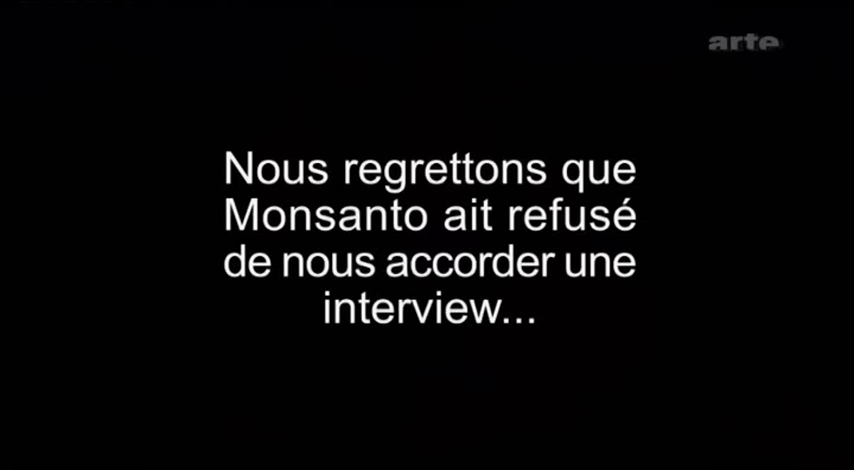 arte
Nous regrettons que
Monsanto ait refusé
de nous accorder une
interview...